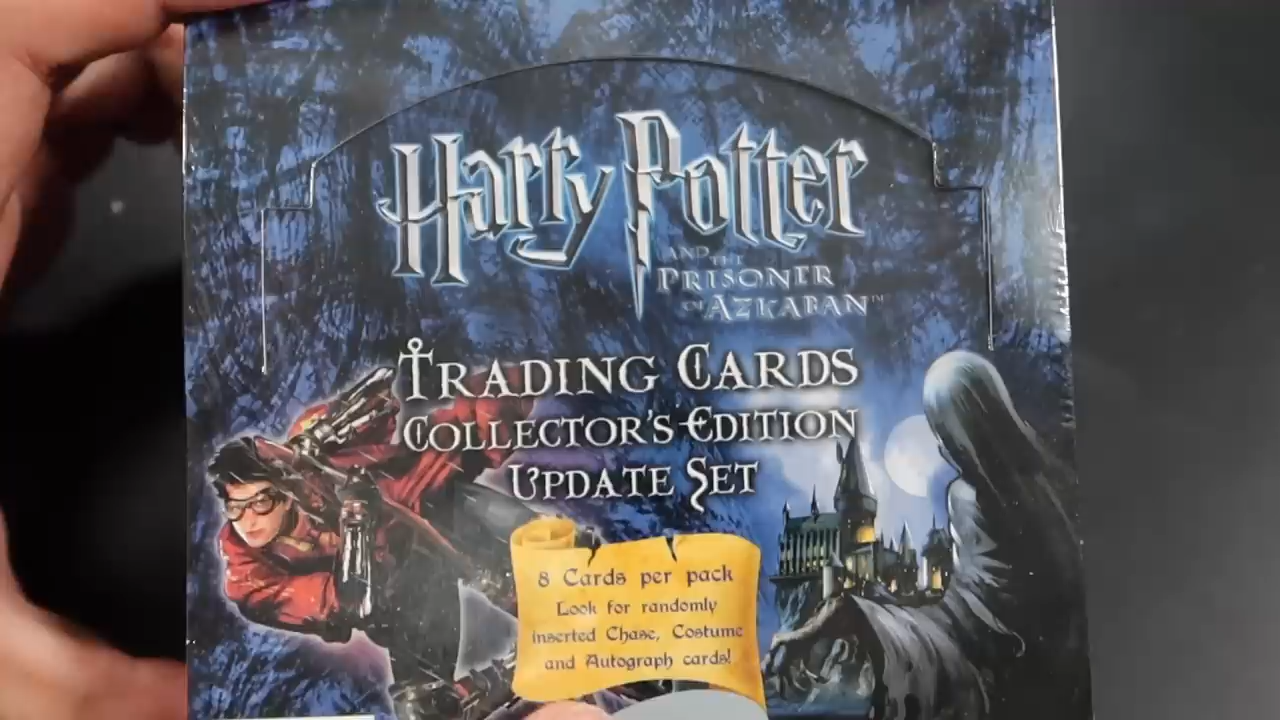 Harry Potter
AND THE
PRISONER
OF AZKABAN™
TRADING CARDS
COLLECTOR'S EDITION
UPDATE SET
8 Cards per pack
Look for randomly
inserted Chase, Costume
and Autograph cards!